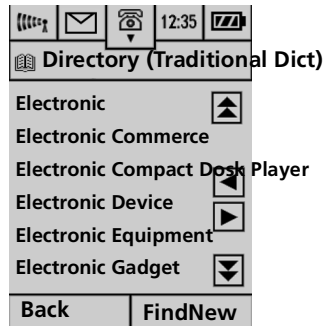 12:35
Directory (Traditional Dict)
Electronic
Electronic Commerce
Electronic Compact Dosk Player
Electronic Device
Electronic Equipment
Electronic Gadget
Back FindNew